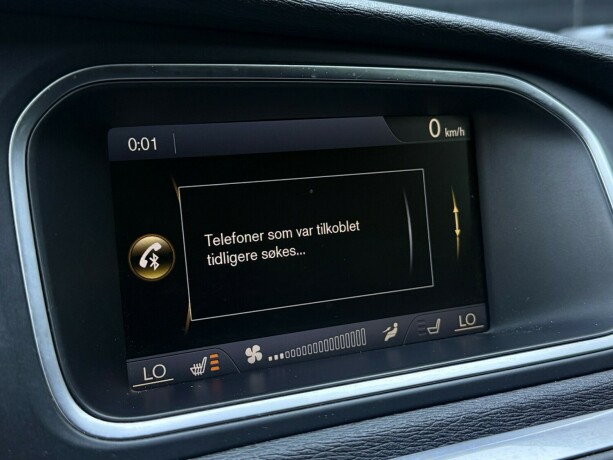 0:01
0 km/h
Telefoner som var tilkoblet
tidligere søkes...
LO
LO